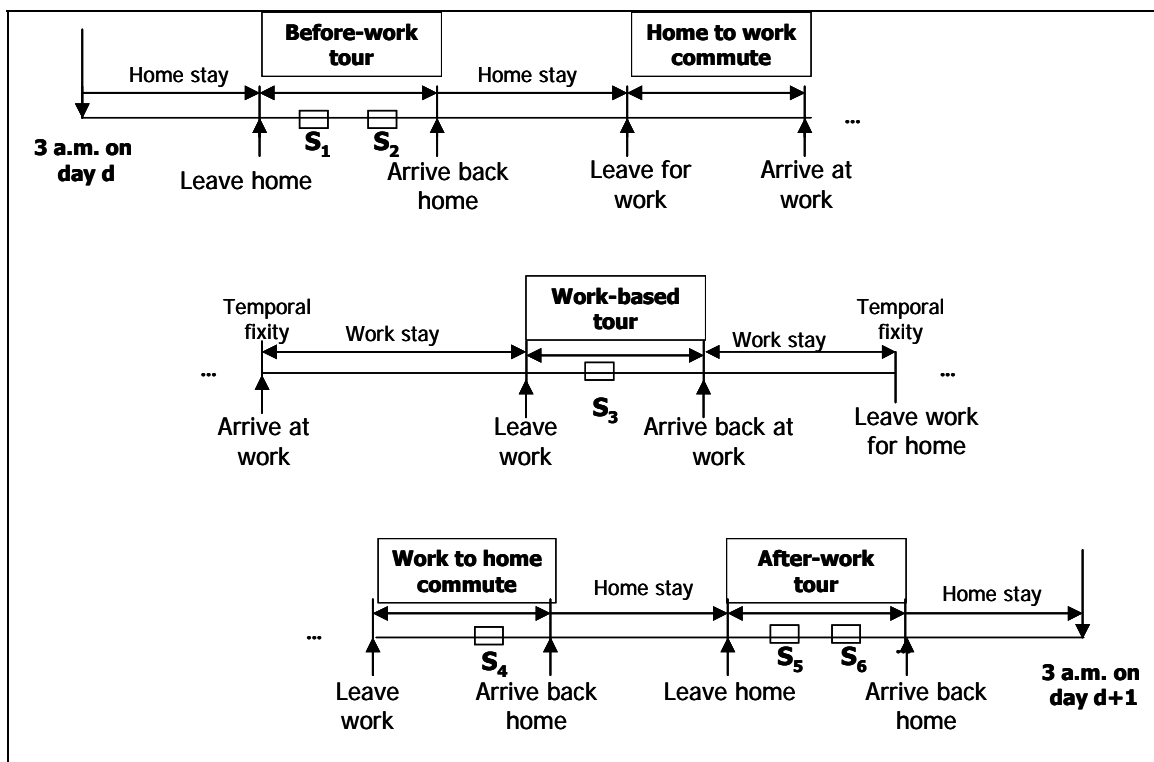 Before-work
tour
Home to work
commute
Home stay
Home stay
...
S1
S2
3 a.m. on
day d
Leave home
Arrive back
home
Leave for
work
Arrive at
work
Work-based
tour
Temporal
fixity
Temporal
fixity
Work stay
Work stay
...
...
S3
Arrive at
work
Leave
work
Arrive back at
work
Leave work
for home
Work to home
commute
After-work
tour
Home stay
Home stay
...
S4
S5
S6
..
Leave
work
Arrive back
home
Leave home
Arrive back
home
3 a.m. on
day d+1